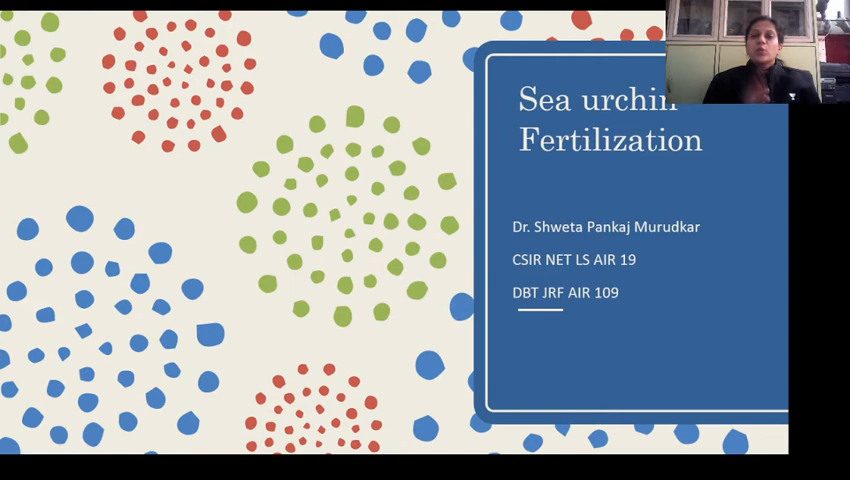 Sea urchin
Fertilization
Dr. Shweta Pankaj Murudkar
CSIR NET LS AIR 19
DBT JRF AIR 109